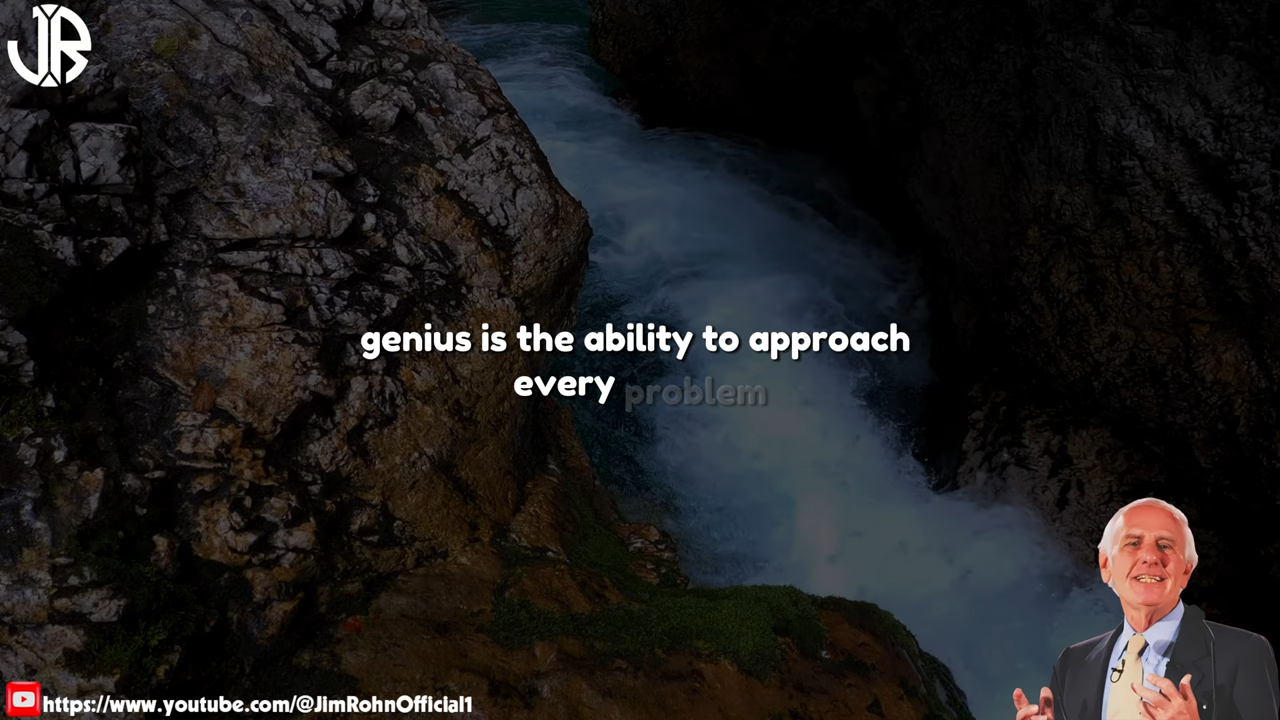 JR
genius is the ability to approach
every problem
https://www.youtube.com/@JimRohnOfficial1